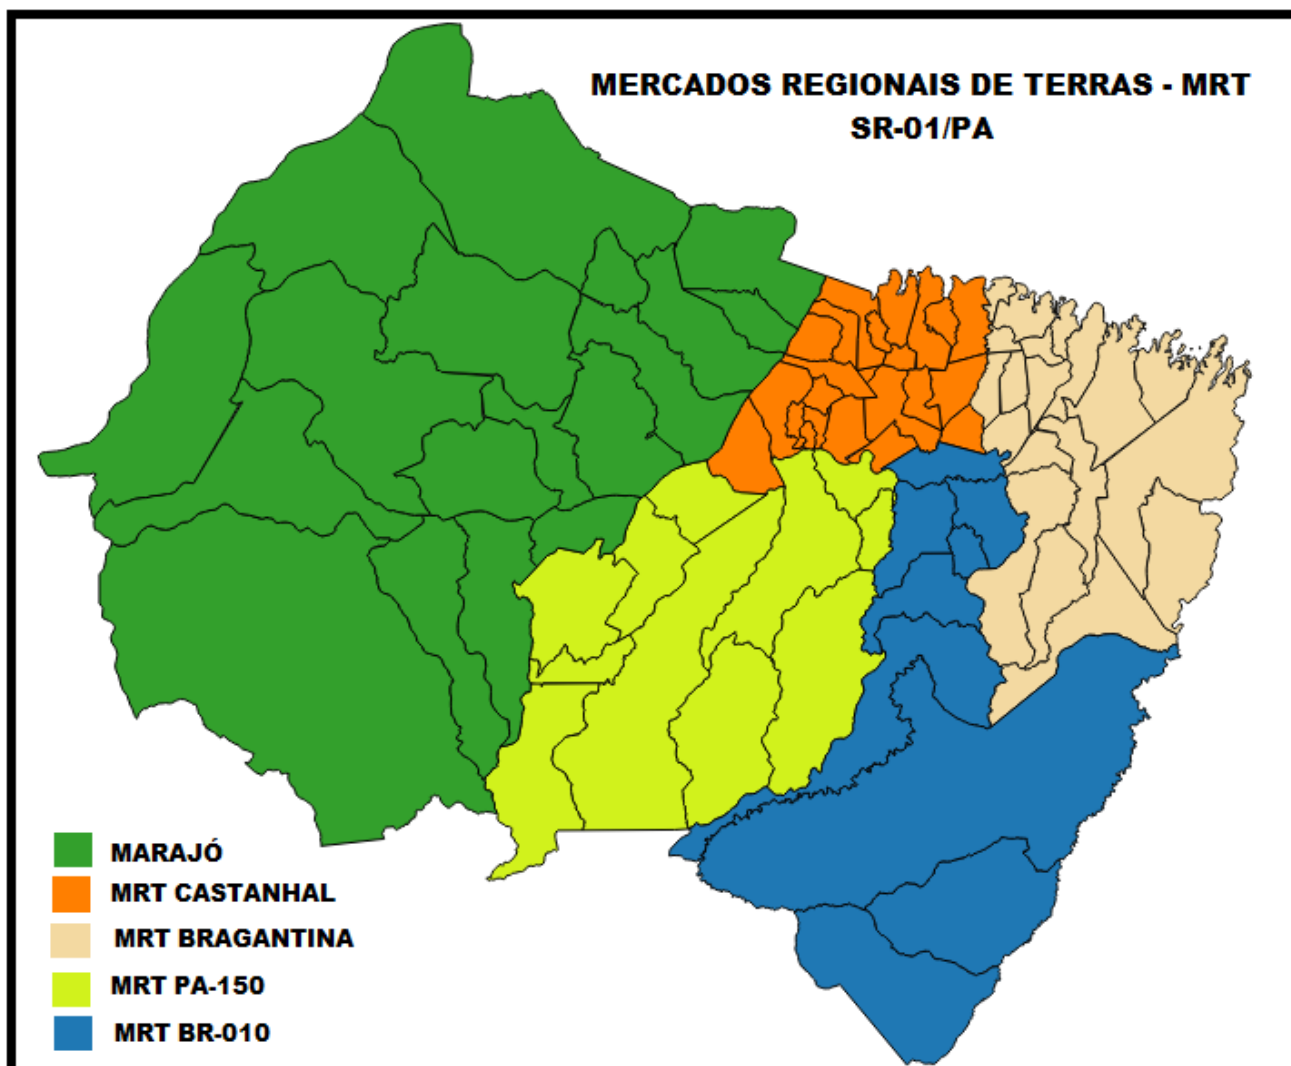 MERCADOS REGIONAIS DE TERRAS - MRT
SR-01/PA
MARAJÓ
MRT CASTANHAL
MRT BRAGANTINA
MRT PA-150
MRT BR-010